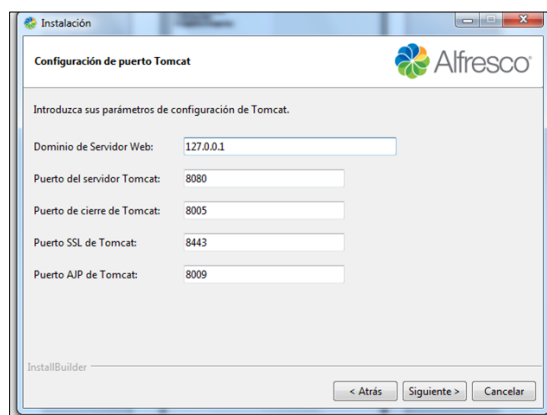 Instalación
Configuración de puerto Tomcat
Alfresco
Introduzca sus parámetros de configuración de Tomcat.
Dominio de Servidor Web: 127.0.0.1
Puerto del servidor Tomcat: 8080
Puerto de cierre de Tomcat: 8005
Puerto SSL de Tomcat: 8443
Puerto AJP de Tomcat: 8009
InstallBuilder
< Atrás Siguiente > Cancelar